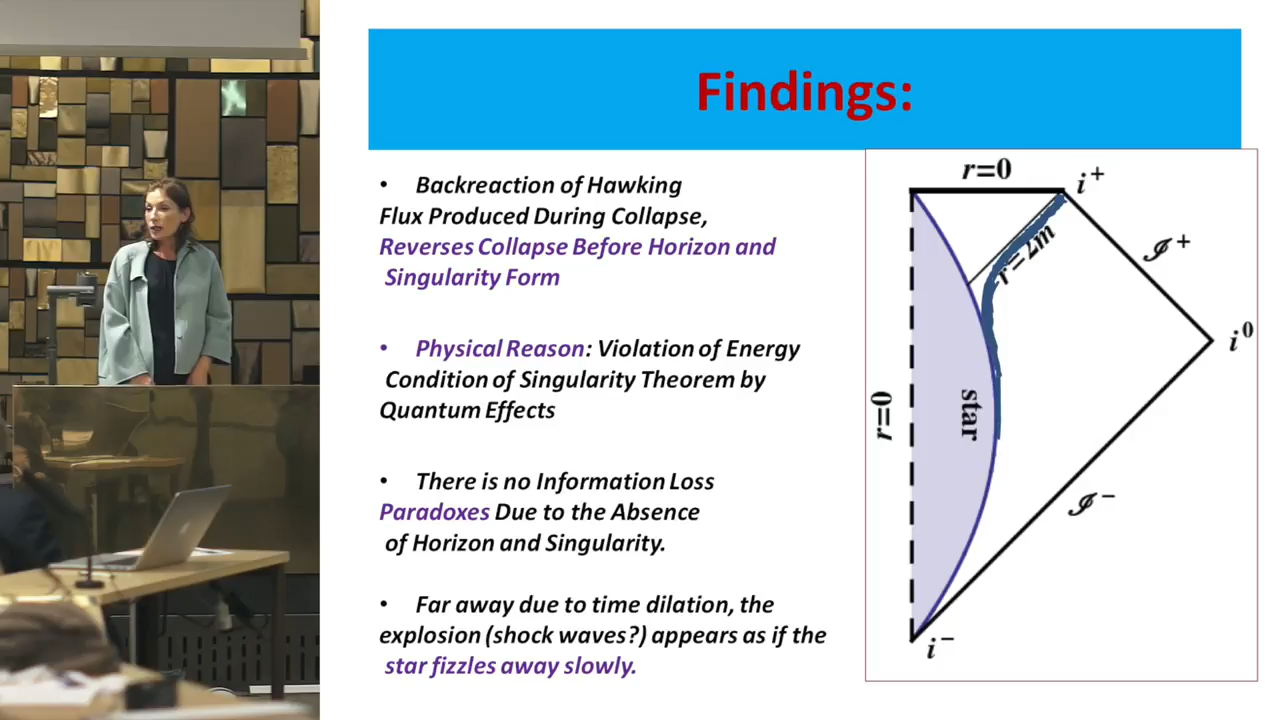 Findings:
• Backreaction of Hawking
Flux Produced During Collapse,
Reverses Collapse Before Horizon and
Singularity Form
• Physical Reason: Violation of Energy
Condition of Singularity Theorem by
Quantum Effects
• There is no Information Loss
Paradoxes Due to the Absence
of Horizon and Singularity.
• Far away due to time dilation, the
explosion (shock waves?) appears as if the
star fizzles away slowly.
r=0
i⁺
r=2m
ℐ⁺
i⁰
r=0
star
ℐ⁻
i⁻